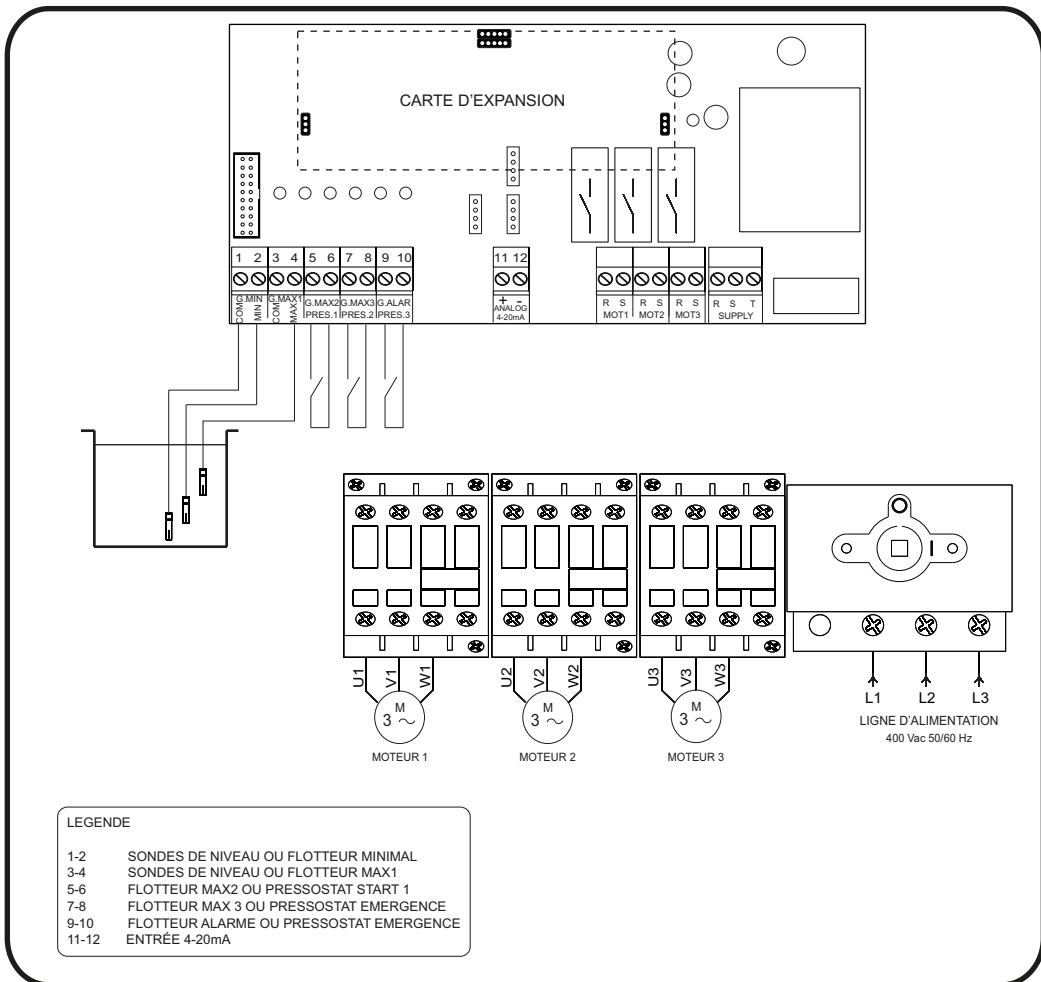 CARTE D'EXPANSION
1 2 3 4 5 6 7 8 9 10
11 12
G.MIN G.MAX1 G.MAX2 G.MAX3 G.ALAR
COM MIN COM MAX PRES.1 PRES.2 PRES.3
+ -
ANALOG
4-20mA
R S R S R S R S T
MOT1 MOT2 MOT3 SUPPLY
U1 V1 W1 U2 V2 W2 U3 V3 W3
L1 L2 L3
M M M
3 ~ 3 ~ 3 ~
MOTEUR 1 MOTEUR 2 MOTEUR 3
LIGNE D'ALIMENTATION
400 Vac 50/60 Hz
LEGENDE
1-2 SONDES DE NIVEAU OU FLOTTEUR MINIMAL
3-4 SONDES DE NIVEAU OU FLOTTEUR MAX1
5-6 FLOTTEUR MAX2 OU PRESSOSTAT START 1
7-8 FLOTTEUR MAX 3 OU PRESSOSTAT EMERGENCE
9-10 FLOTTEUR ALARME OU PRESSOSTAT EMERGENCE
11-12 ENTRÉE 4-20mA